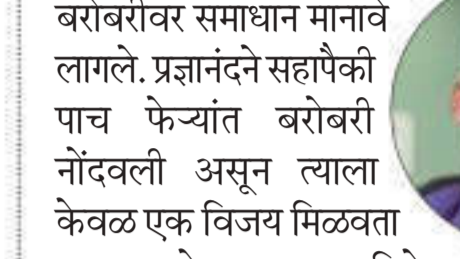 बरोबरीवर समाधान मानावे
लागले. प्रज्ञानंदने सहापैकी
पाच फेऱ्यांत बरोबरी
नोंदवली असून त्याला
केवळ एक विजय मिळवता